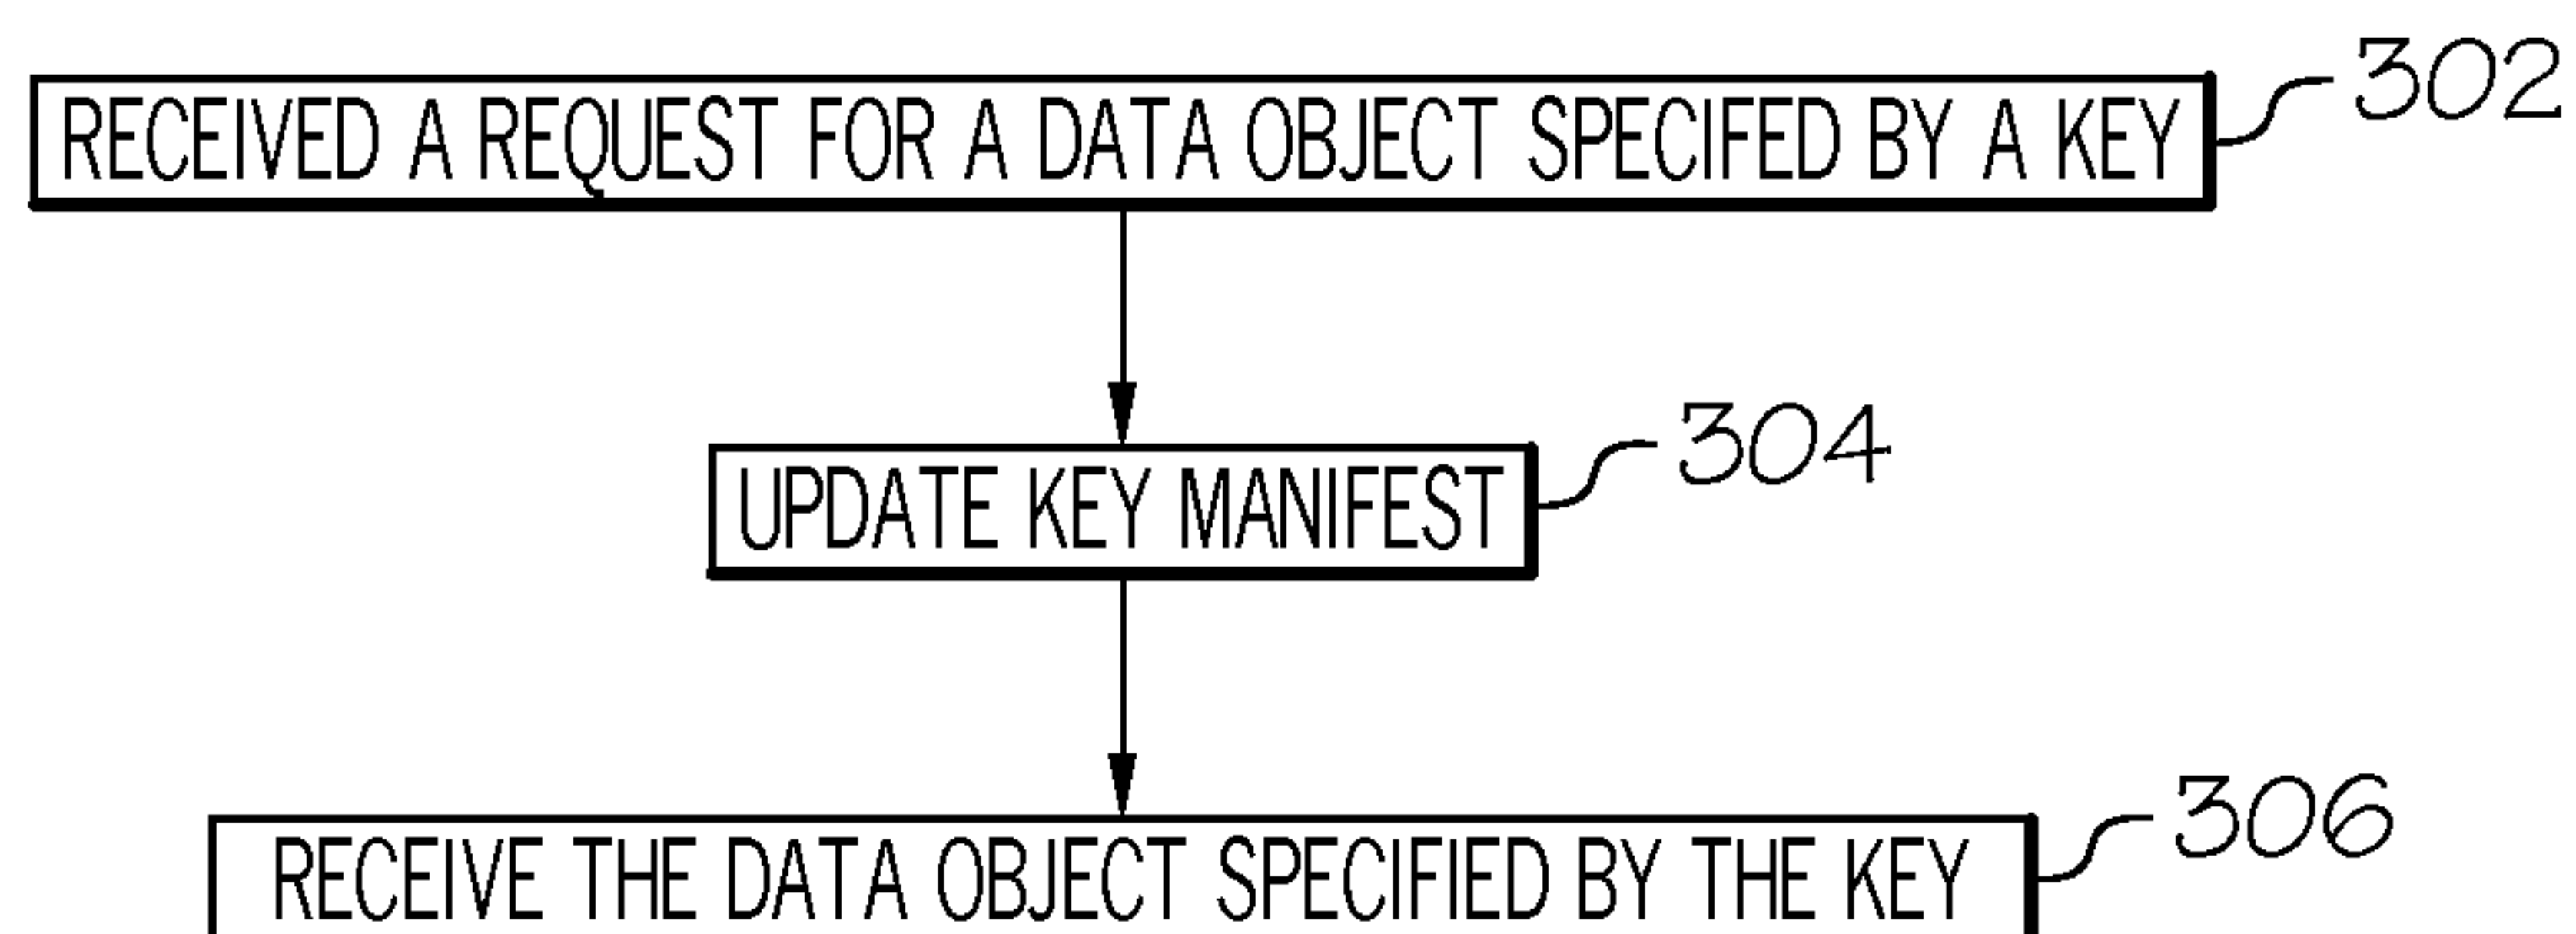 302
RECEIVED A REQUEST FOR A DATA OBJECT SPECIFED BY A KEY
304
UPDATE KEY MANIFEST
306
RECEIVE THE DATA OBJECT SPECIFIED BY THE KEY